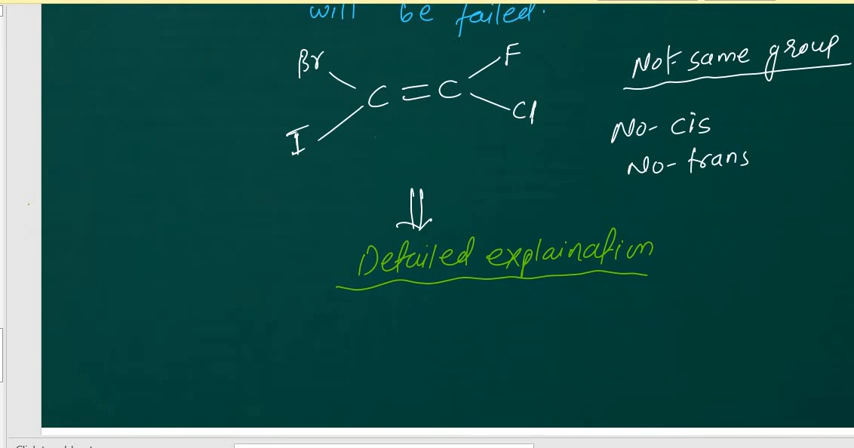 will be failed.
Br F
C = C
I Cl
Not same group
No- cis
No- trans
Detailed explaination